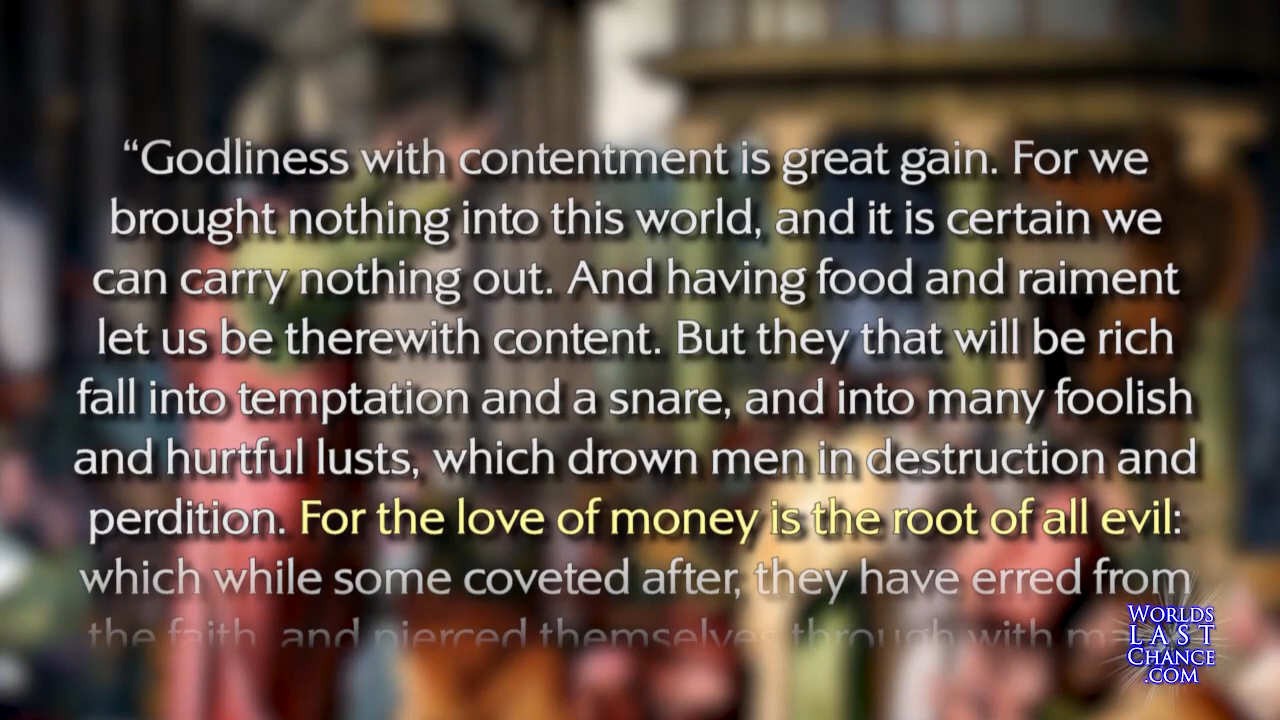 “Godliness with contentment is great gain. For we
brought nothing into this world, and it is certain we
can carry nothing out. And having food and raiment
let us be therewith content. But they that will be rich
fall into temptation and a snare, and into many foolish
and hurtful lusts, which drown men in destruction and
perdition. For the love of money is the root of all evil:
which while some coveted after, they have erred from
the faith, and pierced themselves through with
WORLDS
LAST
CHANCE
.COM